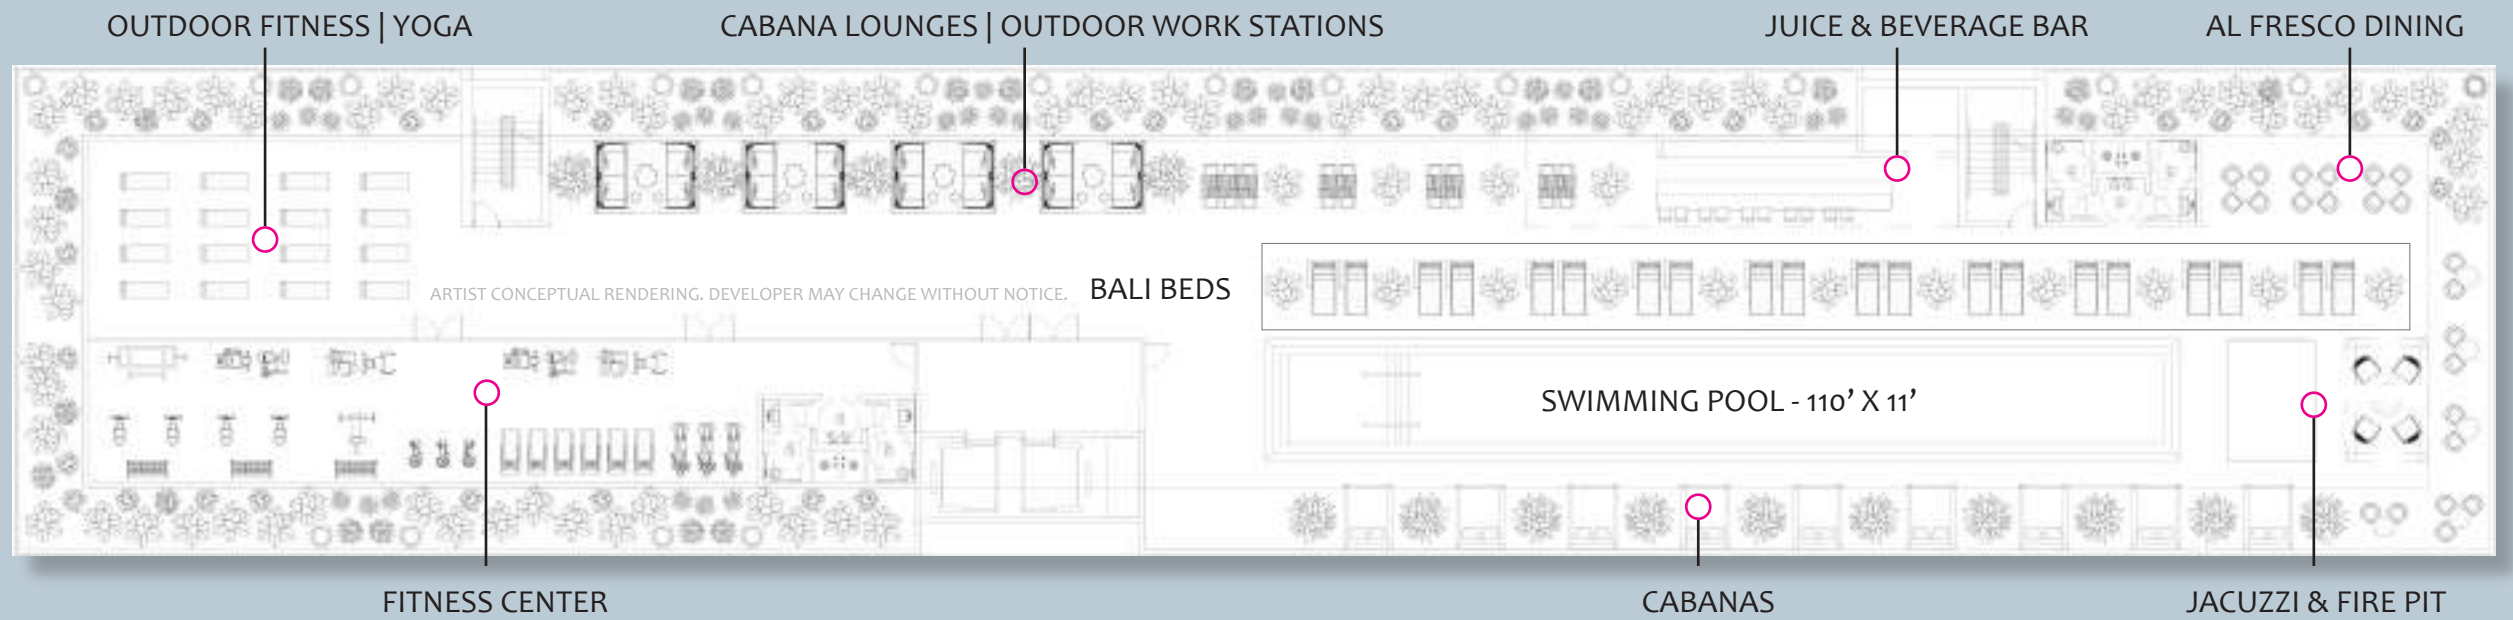 OUTDOOR FITNESS | YOGA
CABANA LOUNGES | OUTDOOR WORK STATIONS
JUICE & BEVERAGE BAR
AL FRESCO DINING
ARTIST CONCEPTUAL RENDERING. DEVELOPER MAY CHANGE WITHOUT NOTICE.
BALI BEDS
SWIMMING POOL - 110’ X 11’
FITNESS CENTER
CABANAS
JACUZZI & FIRE PIT